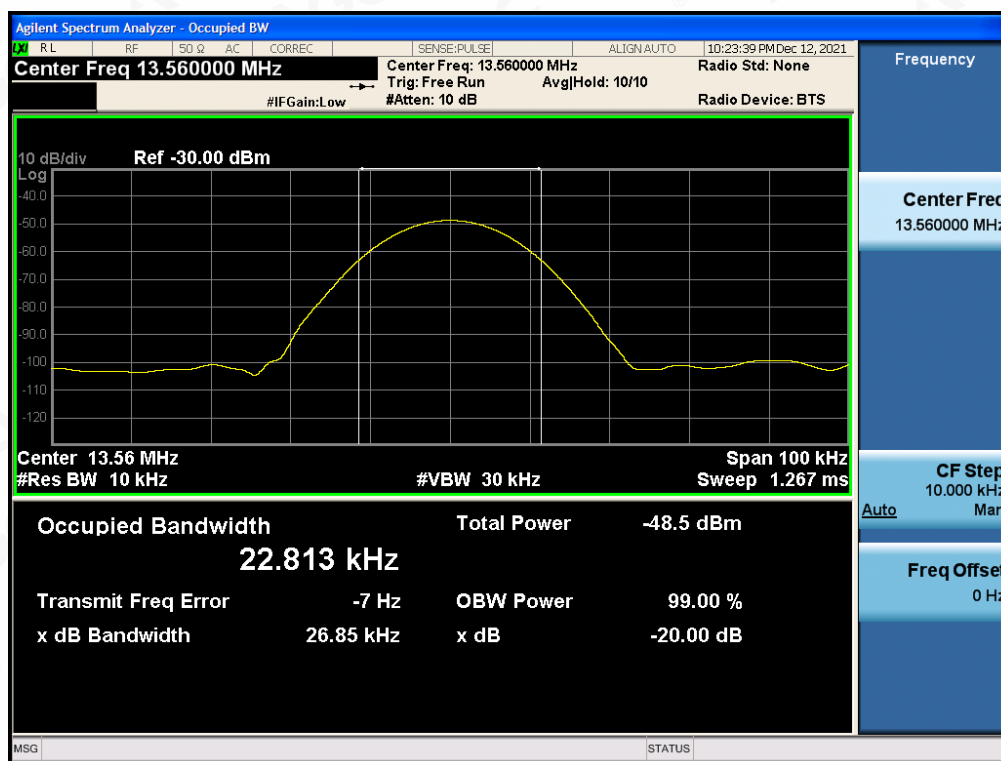 Agilent Spectrum Analyzer - Occupied BW
LXI RL RF 50 Ω AC CORREC SENSE:PULSE ALIGN AUTO 10:23:39 PM Dec 12, 2021
Center Freq 13.560000 MHz
Center Freq: 13.560000 MHz
Radio Std: None
Trig: Free Run Avg|Hold: 10/10
#IFGain:Low #Atten: 10 dB Radio Device: BTS
10 dB/div Ref -30.00 dBm
Log
-40.0
-50.0
-60.0
-70.0
-80.0
-90.0
-100
-110
-120
Center 13.56 MHz Span 100 kHz
#Res BW 10 kHz #VBW 30 kHz Sweep 1.267 ms
Occupied Bandwidth Total Power -48.5 dBm
22.813 kHz
Transmit Freq Error -7 Hz OBW Power 99.00 %
x dB Bandwidth 26.85 kHz x dB -20.00 dB
MSG STATUS
Frequency
Center Freq
13.560000 MHz
CF Step
10.000 kHz
Auto Man
Freq Offset
0 Hz